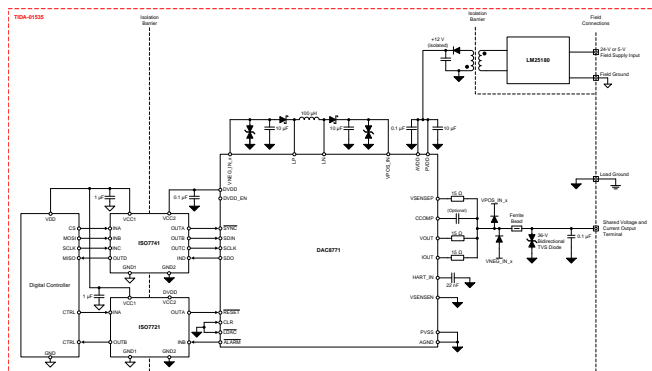 TIDA-01535
Isolation
Barrier
Isolation
Barrier
Field
Connections
+12 V
(Isolated)
LM25180
24-V or 5-V
Field Supply Input
Field Ground
100 µH
10 µF
10 µF
0.1 µF
10 µF
VNEG_IN_x
LP
LN
VPOS_IN
AVDD
PVDD
Load Ground
1 µF
0.1 µF
DVDD
DVDD_EN
VDD
VCC1
VCC2
CS
INA
OUTA
SYNC
MOSI
INB
ISO7741
OUTB
SDIN
SCLK
INC
OUTC
SCLK
MISO
OUTD
IND
SDO
GND1
GND2
DAC8771
VSENSEP
15 Ω
VPOS_IN_x
CCOMP
(Optional)
Ferrite
Bead
VOUT
15 Ω
IOUT
15 Ω
VNEG_IN_x
36-V
Bidirectional
TVS Diode
0.1 µF
Shared Voltage and
Current Output
Terminal
HART_IN
22 nF
VSENSEN
Digital Controller
1 µF
DVDD
VCC1
VCC2
CTRL
INA
OUTA
RESET
ISO7721
CLR
LDAC
CTRL
OUTB
INB
ALARM
GND1
GND2
GND
PVSS
AGND